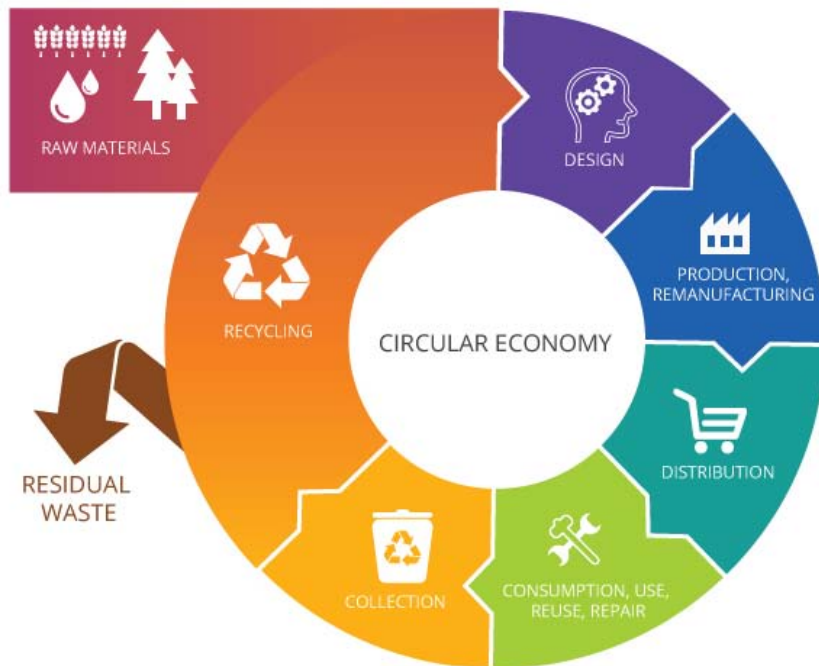 RAW MATERIALS
DESIGN
PRODUCTION,
REMANUFACTURING
RECYCLING
CIRCULAR ECONOMY
DISTRIBUTION
RESIDUAL
WASTE
CONSUMPTION, USE,
REUSE, REPAIR
COLLECTION